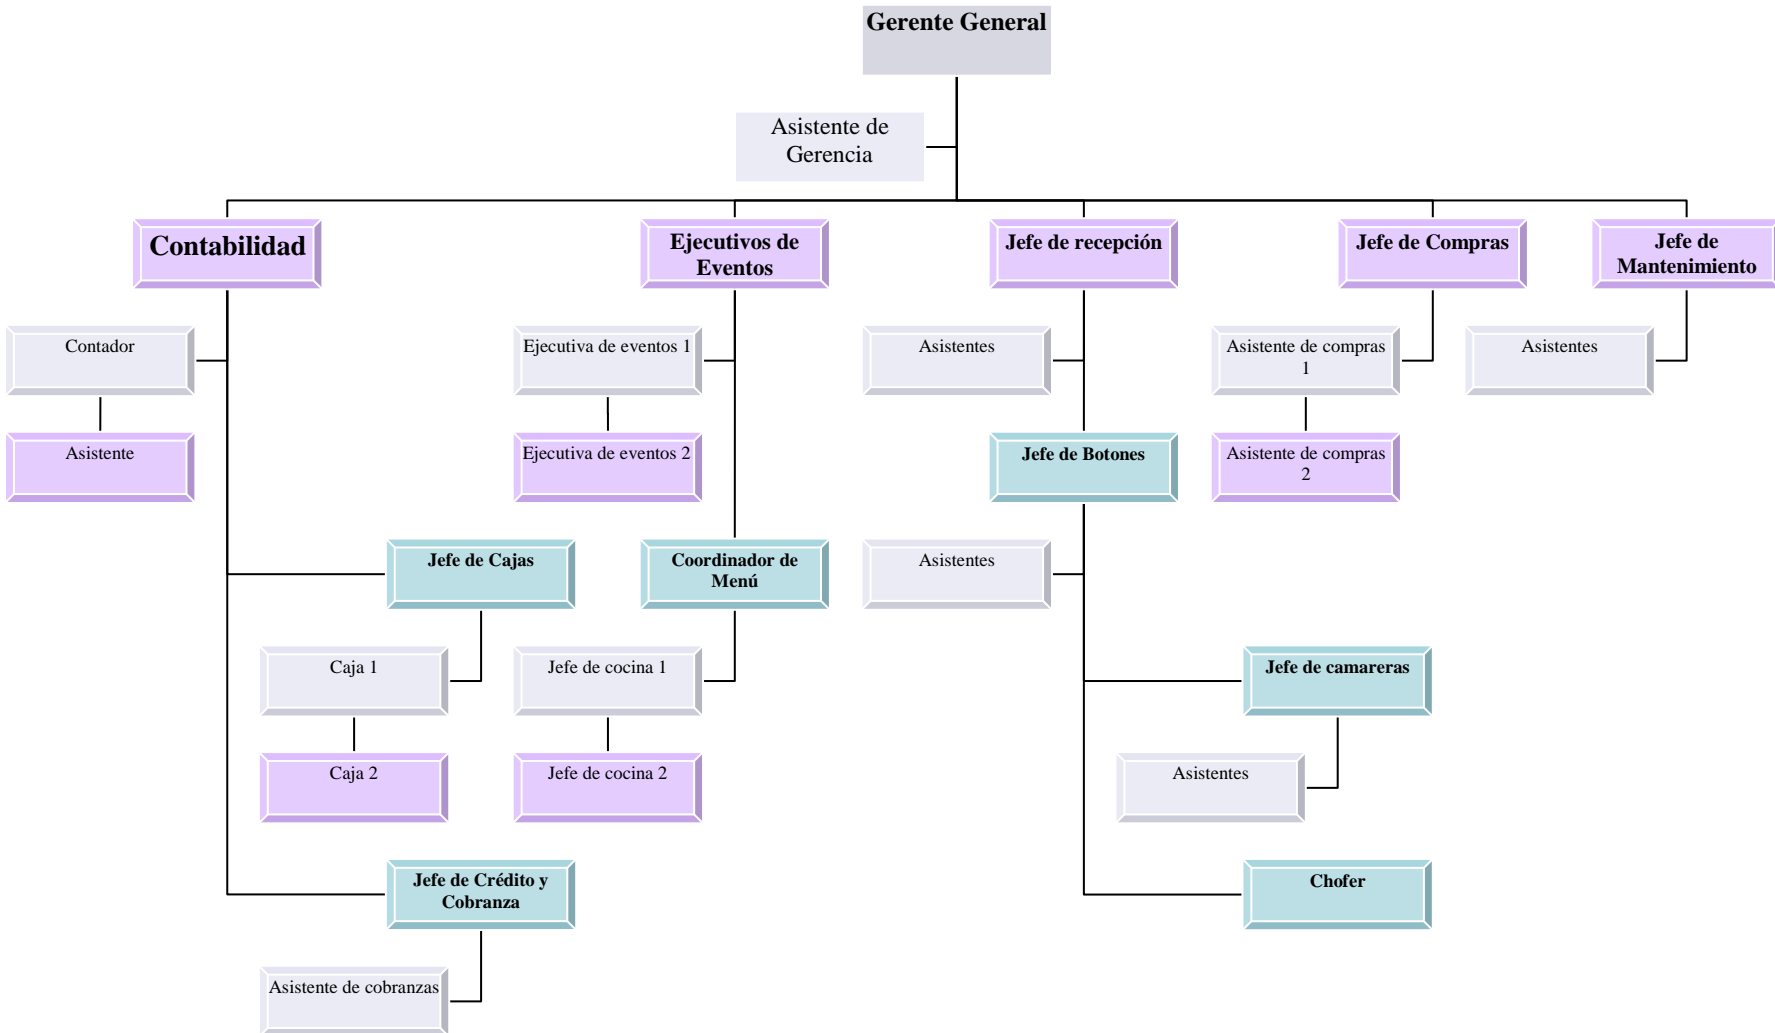 Gerente General
Asistente de
Gerencia
Contabilidad
Ejecutivos de
Eventos
Jefe de recepción
Jefe de Compras
Jefe de
Mantenimiento
Contador
Ejecutiva de eventos 1
Asistentes
Asistente de compras
1
Asistentes
Asistente
Ejecutiva de eventos 2
Jefe de Botones
Asistente de compras
2
Jefe de Cajas
Coordinador de
Menú
Asistentes
Caja 1
Jefe de cocina 1
Jefe de camareras
Caja 2
Jefe de cocina 2
Asistentes
Jefe de Crédito y
Cobranza
Chofer
Asistente de cobranzas